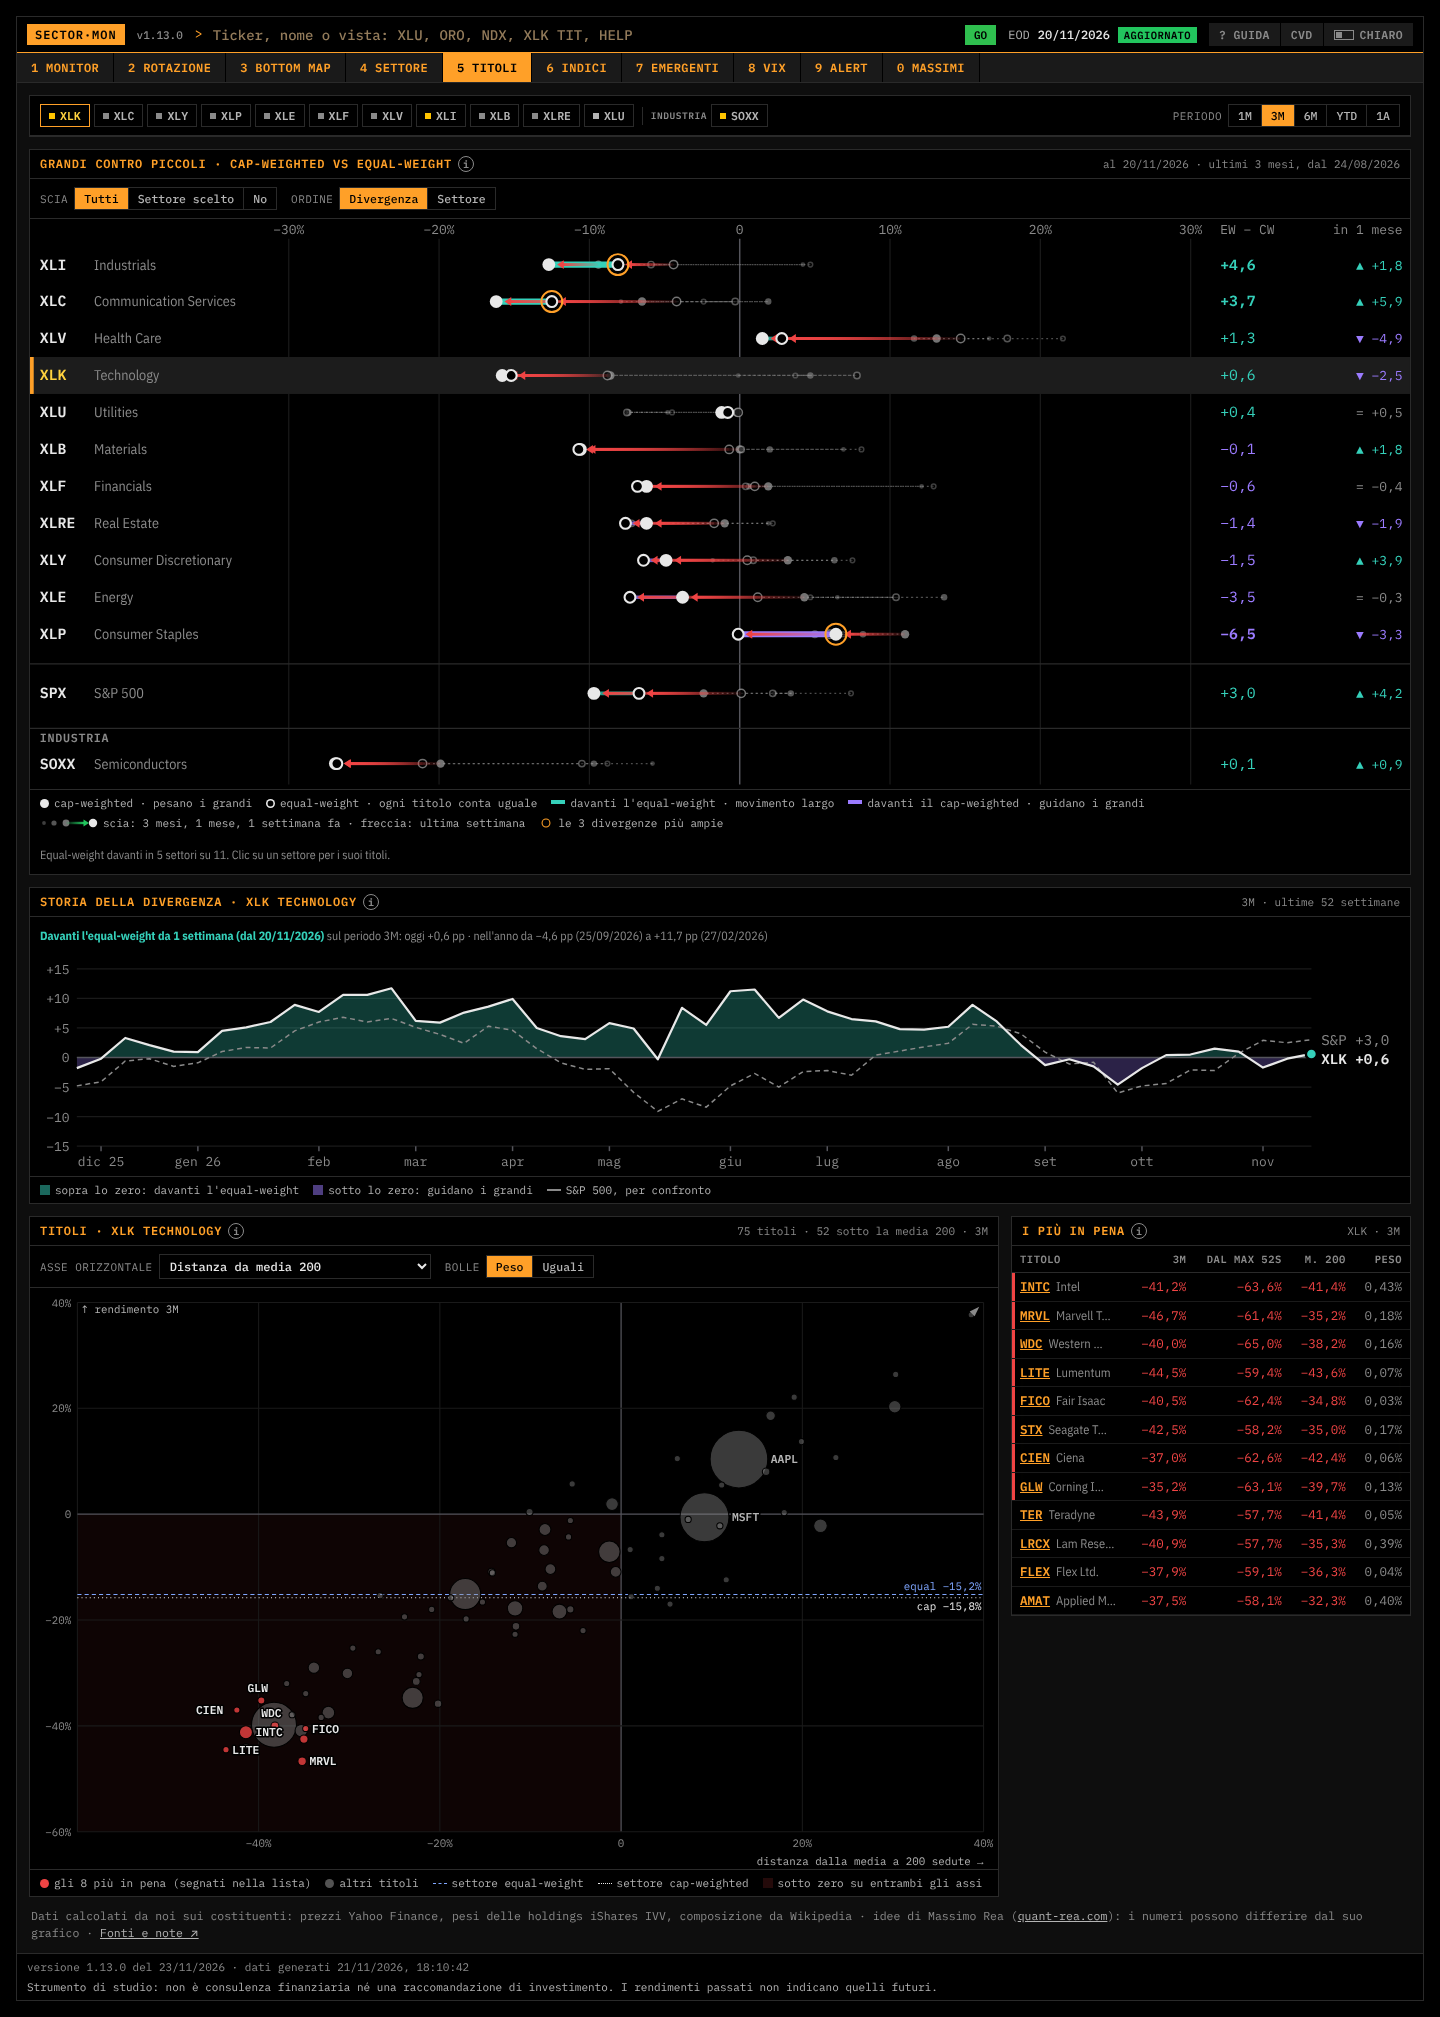 SECTOR·MON v1.13.0 > Ticker, nome o vista: XLU, ORO, NDX, XLK TIT, HELP GO EOD 20/11/2026 AGGIORNATO ? GUIDA CVD CHIARO
1 MONITOR 2 ROTAZIONE 3 BOTTOM MAP 4 SETTORE 5 TITOLI 6 INDICI 7 EMERGENTI 8 VIX 9 ALERT 0 MASSIMI
XLK XLC XLY XLP XLE XLF XLV XLI XLB XLRE XLU INDUSTRIA SOXX PERIODO 1M 3M 6M YTD 1A
GRANDI CONTRO PICCOLI · CAP-WEIGHTED VS EQUAL-WEIGHT i al 20/11/2026 · ultimi 3 mesi, dal 24/08/2026
SCIA Tutti Settore scelto No ORDINE Divergenza Settore
−30% −20% −10% 0 10% 20% 30% EW − CW in 1 mese
XLI Industrials +4,6 ▲ +1,8
XLC Communication Services +3,7 ▲ +5,9
XLV Health Care +1,3 ▼ −4,9
XLK Technology +0,6 ▼ −2,5
XLU Utilities +0,4 = +0,5
XLB Materials −0,1 ▲ +1,8
XLF Financials −0,6 = −0,4
XLRE Real Estate −1,4 ▼ −1,9
XLY Consumer Discretionary −1,5 ▲ +3,9
XLE Energy −3,5 = −0,3
XLP Consumer Staples −6,5 ▼ −3,3
SPX S&P 500 +3,0 ▲ +4,2
INDUSTRIA
SOXX Semiconductors +0,1 ▲ +0,9
cap-weighted · pesano i grandi equal-weight · ogni titolo conta uguale davanti l'equal-weight · movimento largo davanti il cap-weighted · guidano i grandi
scia: 3 mesi, 1 mese, 1 settimana fa · freccia: ultima settimana le 3 divergenze più ampie
Equal-weight davanti in 5 settori su 11. Clic su un settore per i suoi titoli.
STORIA DELLA DIVERGENZA · XLK TECHNOLOGY i 3M · ultime 52 settimane
Davanti l'equal-weight da 1 settimana (dal 20/11/2026) sul periodo 3M: oggi +0,6 pp · nell'anno da −4,6 pp (25/09/2026) a +11,7 pp (27/02/2026)
+15
+10
+5
0
−5
−10
−15
S&P +3,0
XLK +0,6
dic 25 gen 26 feb mar apr mag giu lug ago set ott nov
sopra lo zero: davanti l'equal-weight sotto lo zero: guidano i grandi S&P 500, per confronto
TITOLI · XLK TECHNOLOGY i 75 titoli · 52 sotto la media 200 · 3M
ASSE ORIZZONTALE Distanza da media 200 BOLLE Peso Uguali
↑ rendimento 3M
40%
20%
0
−20%
−40%
−60%
AAPL
MSFT
equal −15,2%
cap −15,8%
GLW
CIEN
WDC
INTC
FICO
LITE
MRVL
−40% −20% 0 20% 40%
distanza dalla media a 200 sedute →
gli 8 più in pena (segnati nella lista) altri titoli settore equal-weight settore cap-weighted sotto zero su entrambi gli assi
I PIÙ IN PENA i XLK · 3M
TITOLO 3M DAL MAX 52S M. 200 PESO
INTC Intel −41,2% −63,6% −41,4% 0,43%
MRVL Marvell T... −46,7% −61,4% −35,2% 0,18%
WDC Western ... −40,0% −65,0% −38,2% 0,16%
LITE Lumentum −44,5% −59,4% −43,6% 0,07%
FICO Fair Isaac −40,5% −62,4% −34,8% 0,03%
STX Seagate T... −42,5% −58,2% −35,0% 0,17%
CIEN Ciena −37,0% −62,6% −42,4% 0,06%
GLW Corning I... −35,2% −63,1% −39,7% 0,13%
TER Teradyne −43,9% −57,7% −41,4% 0,05%
LRCX Lam Rese... −40,9% −57,7% −35,3% 0,39%
FLEX Flex Ltd. −37,9% −59,1% −36,3% 0,04%
AMAT Applied M... −37,5% −58,1% −32,3% 0,40%
Dati calcolati da noi sui costituenti: prezzi Yahoo Finance, pesi delle holdings iShares IVV, composizione da Wikipedia · idee di Massimo Rea (quant-rea.com): i numeri possono differire dal suo
grafico · Fonti e note ↗
versione 1.13.0 del 23/11/2026 · dati generati 21/11/2026, 18:10:42
Strumento di studio: non è consulenza finanziaria né una raccomandazione di investimento. I rendimenti passati non indicano quelli futuri.